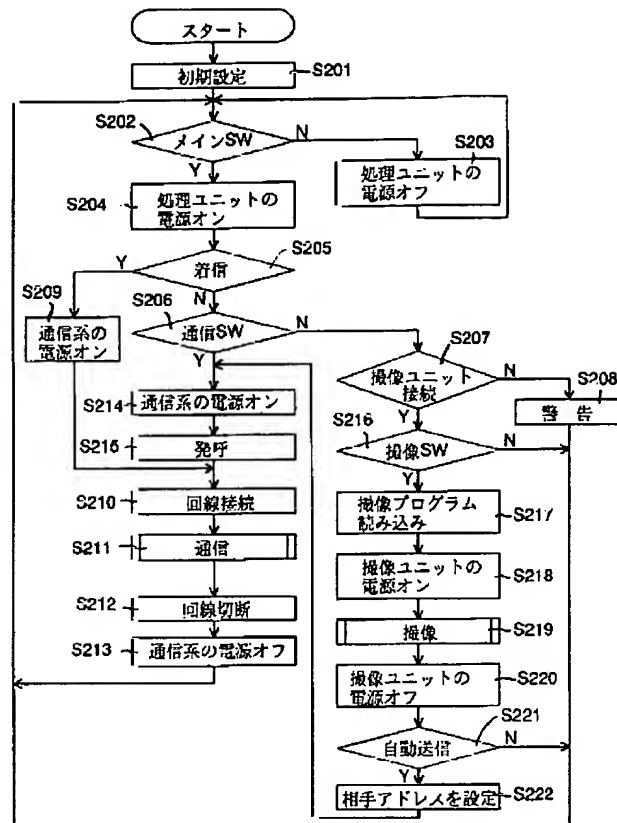 スタート
初期設定
S201
S202
メインSW
N
Y
S203
処理ユニットの
電源オフ
S204
処理ユニットの
電源オン
S205
着信
Y
N
S209
通信系の
電源オン
S206
通信SW
N
Y
S207
撮像ユニット
接続
N
Y
S208
警告
S214
通信系の電源オン
S215
発呼
S216
撮像SW
N
Y
S210
回線接続
S217
撮像プログラム
読み込み
S211
通信
S218
撮像ユニットの
電源オン
S212
回線切断
S219
撮像
S213
通信系の電源オフ
S220
撮像ユニットの
電源オフ
S221
自動送信
N
Y
S222
相手アドレスを設定